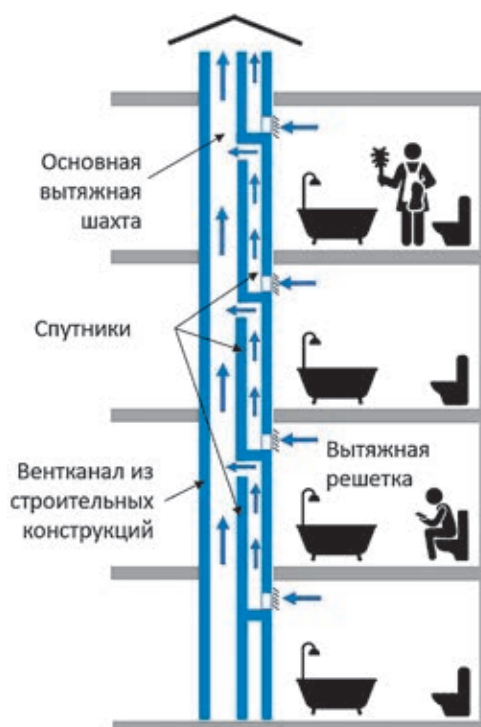 Основная
вытяжная
шахта
Спутники
Вытяжная
решетка
Вентканал из
строительных
конструкций